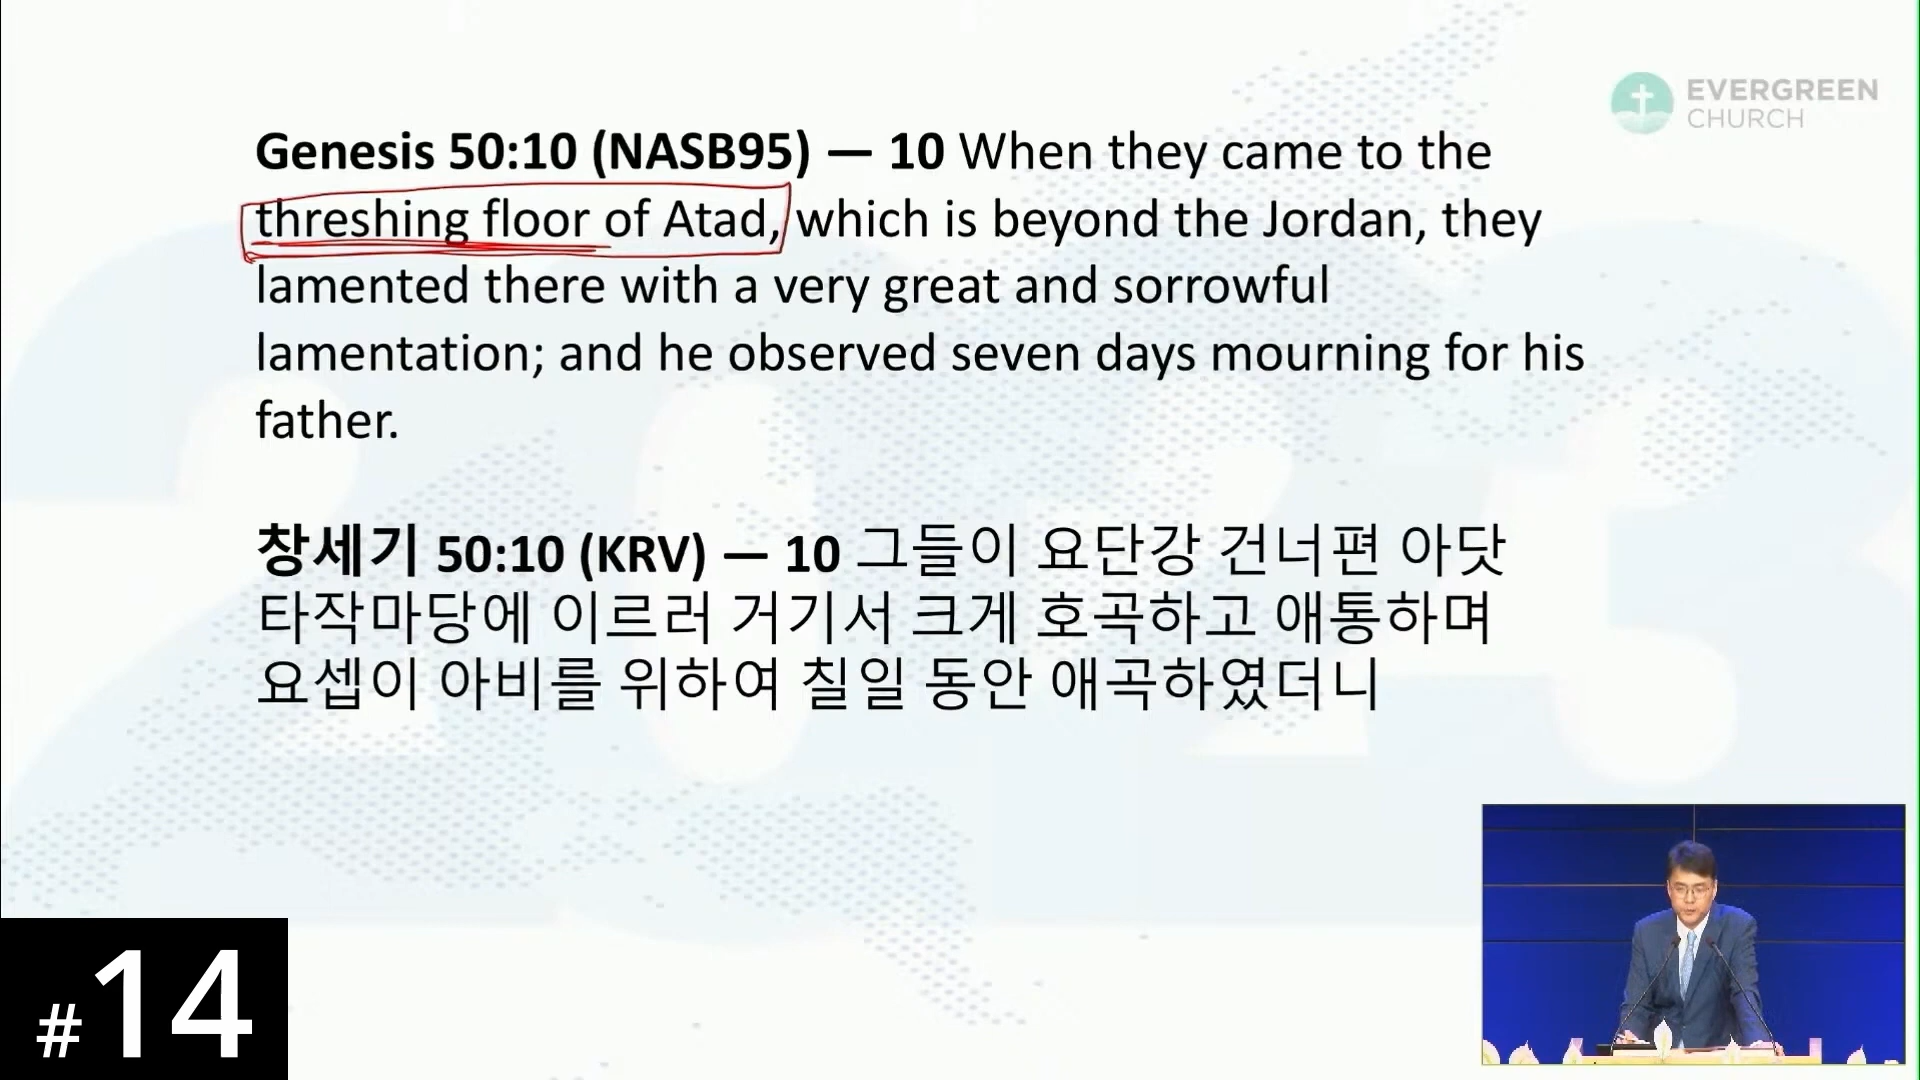 EVERGREEN
CHURCH
Genesis 50:10 (NASB95) — 10 When they came to the
threshing floor of Atad, which is beyond the Jordan, they
lamented there with a very great and sorrowful
lamentation; and he observed seven days mourning for his
father.
창세기 50:10 (KRV) — 10 그들이 요단강 건너편 아닷
타작마당에 이르러 거기서 크게 호곡하고 애통하며
요셉이 아비를 위하여 칠일 동안 애곡하였더니
#14